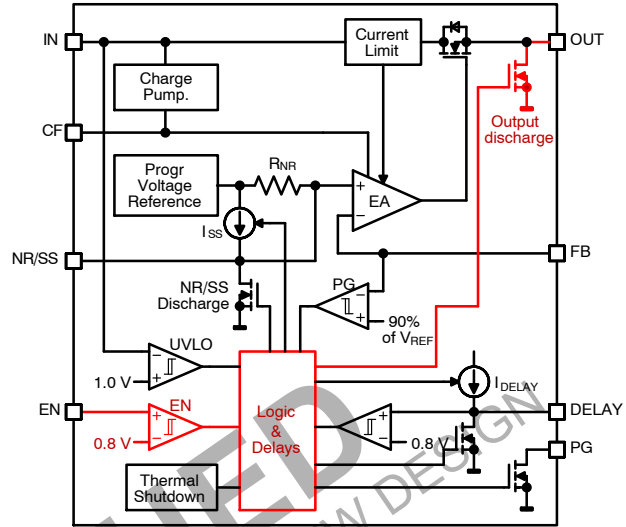 IN
Current
Limit
OUT
Charge
Pump.
CF
Output
discharge
Progr
Voltage
Reference
RNR
+
EA
−
ISS
NR/SS
FB
NR/SS
Discharge
PG
−
+
90%
of VREF
UVLO
−
+
1.0 V
IDELAY
EN
EN
+
−
0.8 V
Logic
&
Delays
+
−
0.8 V
DELAY
PG
Thermal
Shutdown
W DESIGN